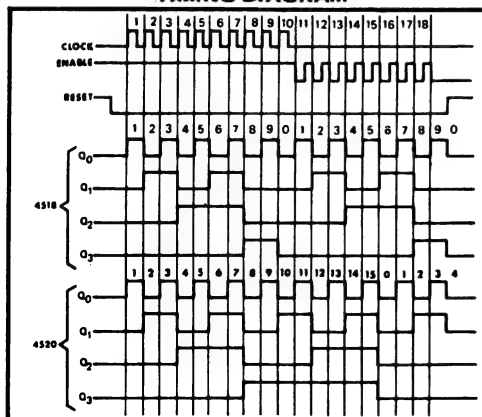 TIMING DIAGRAM
1 2 3 4 5 6 7 8 9 10 11 12 13 14 15 16 17 18
CLOCK
ENABLE
RESET
1 2 3 4 5 6 7 8 9 0 1 2 3 4 5 6 7 8 9 0
Q0
Q1
4518
Q2
Q3
1 2 3 4 5 6 7 8 9 10 11 12 13 14 15 0 1 2 3 4
Q0
Q1
4520
Q2
Q3